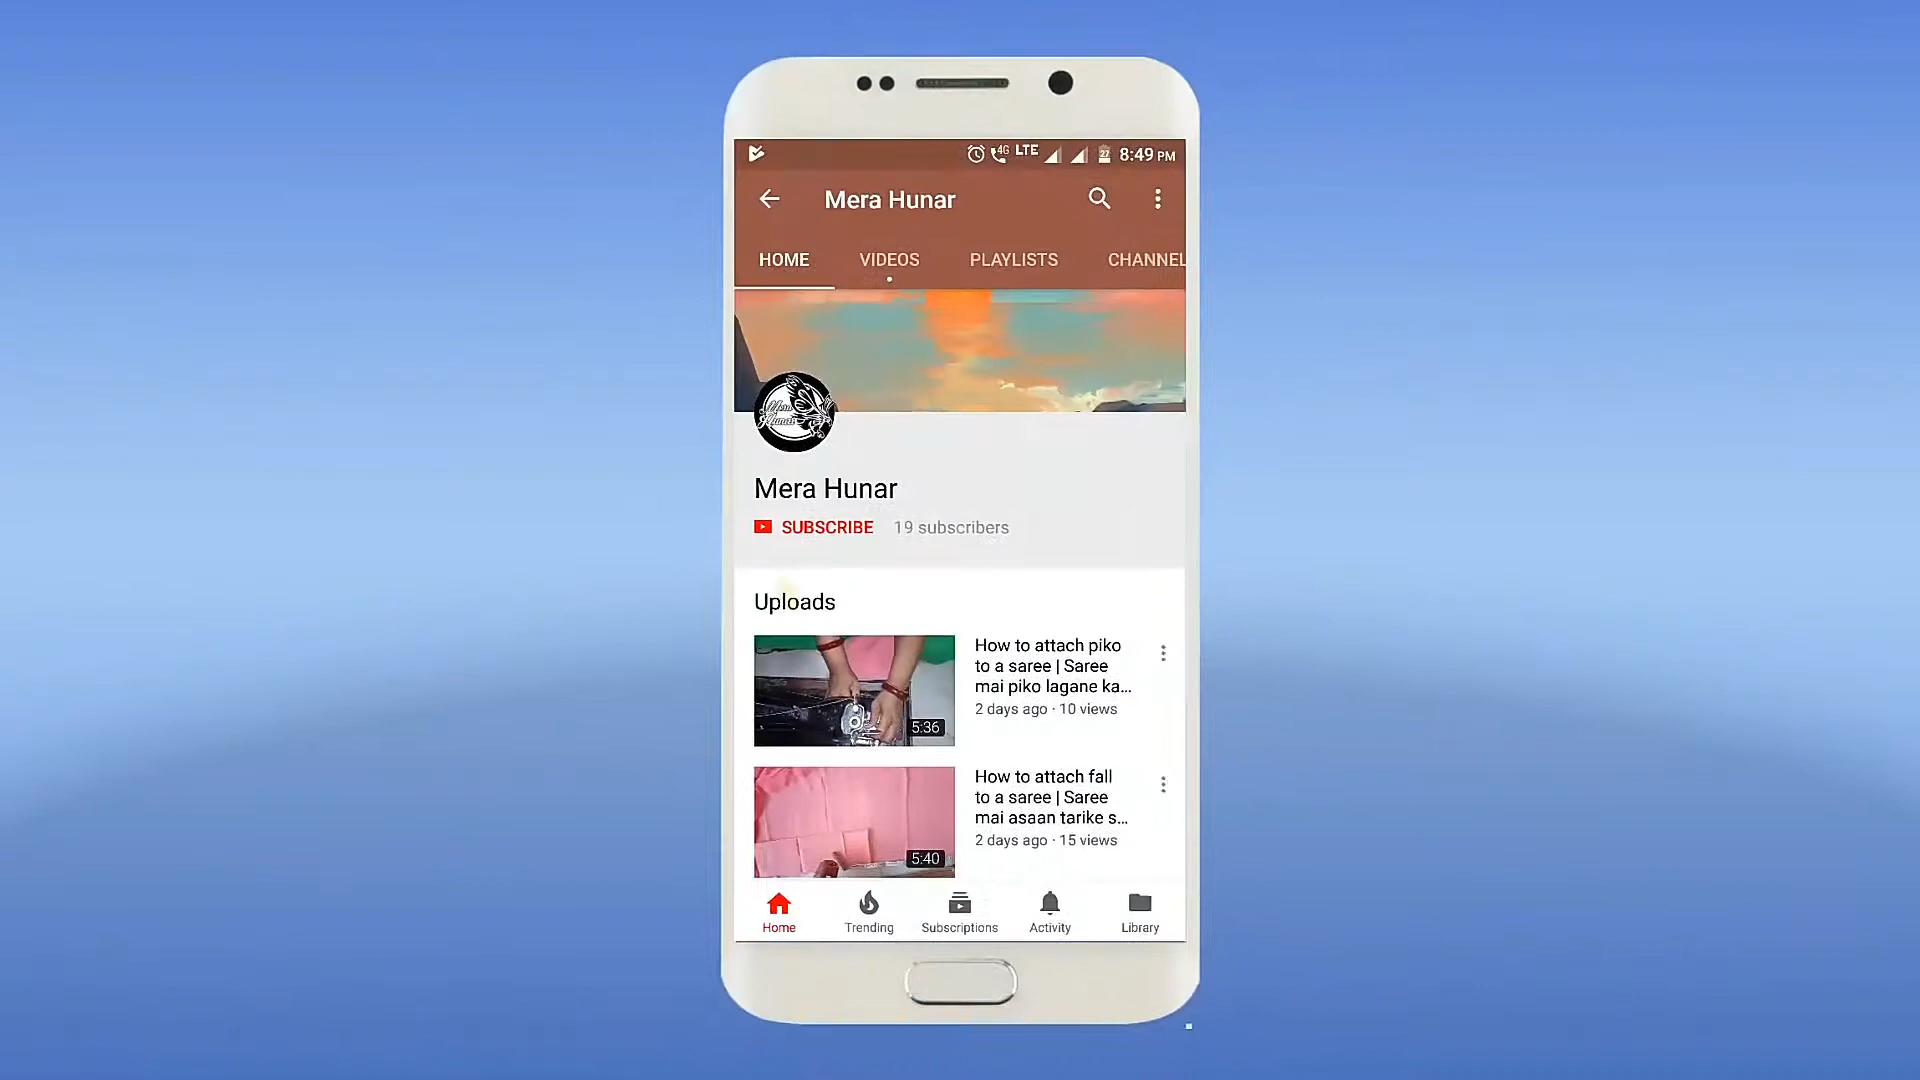 4G LTE 27 8:49 PM
Mera Hunar
HOME VIDEOS PLAYLISTS CHANNEL
Mera
Hunar
Mera Hunar
SUBSCRIBE 19 subscribers
Uploads
How to attach piko
to a saree | Saree
mai piko lagane ka...
2 days ago · 10 views
5:36
How to attach fall
to a saree | Saree
mai asaan tarike s...
2 days ago · 15 views
5:40
Home Trending Subscriptions Activity Library